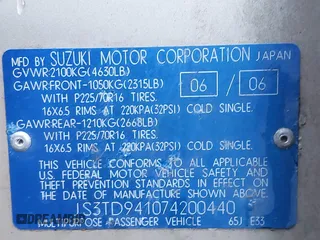 MFD BY SUZUKI MOTOR CORPORATION JAPAN
GVWR:2100KG(4630LB)
GAWR:FRONT-1050KG(2315LB) 06 / 06
WITH P225/70R16 TIRES.
16X6.5 RIMS AT 220KPA(32PSI) COLD SINGLE.
GAWR:REAR-1210KG(2668LB)
WITH P225/70R16 TIRES
16X6.5 RIMS AT 220KPA(32PSI) COLD SINGLE.
THIS VEHICLE CONFORMS TO ALL APPLICABLE
U.S. FEDERAL MOTOR VEHICLE SAFETY AND
THEFT PREVENTION STANDARDS IN EFFECT ON
THE DATE OF MANUFACTURE SHOWN ABOVE.
JS3TD941074200440
MULTIPURPOSE PASSENGER VEHICLE 65J E33